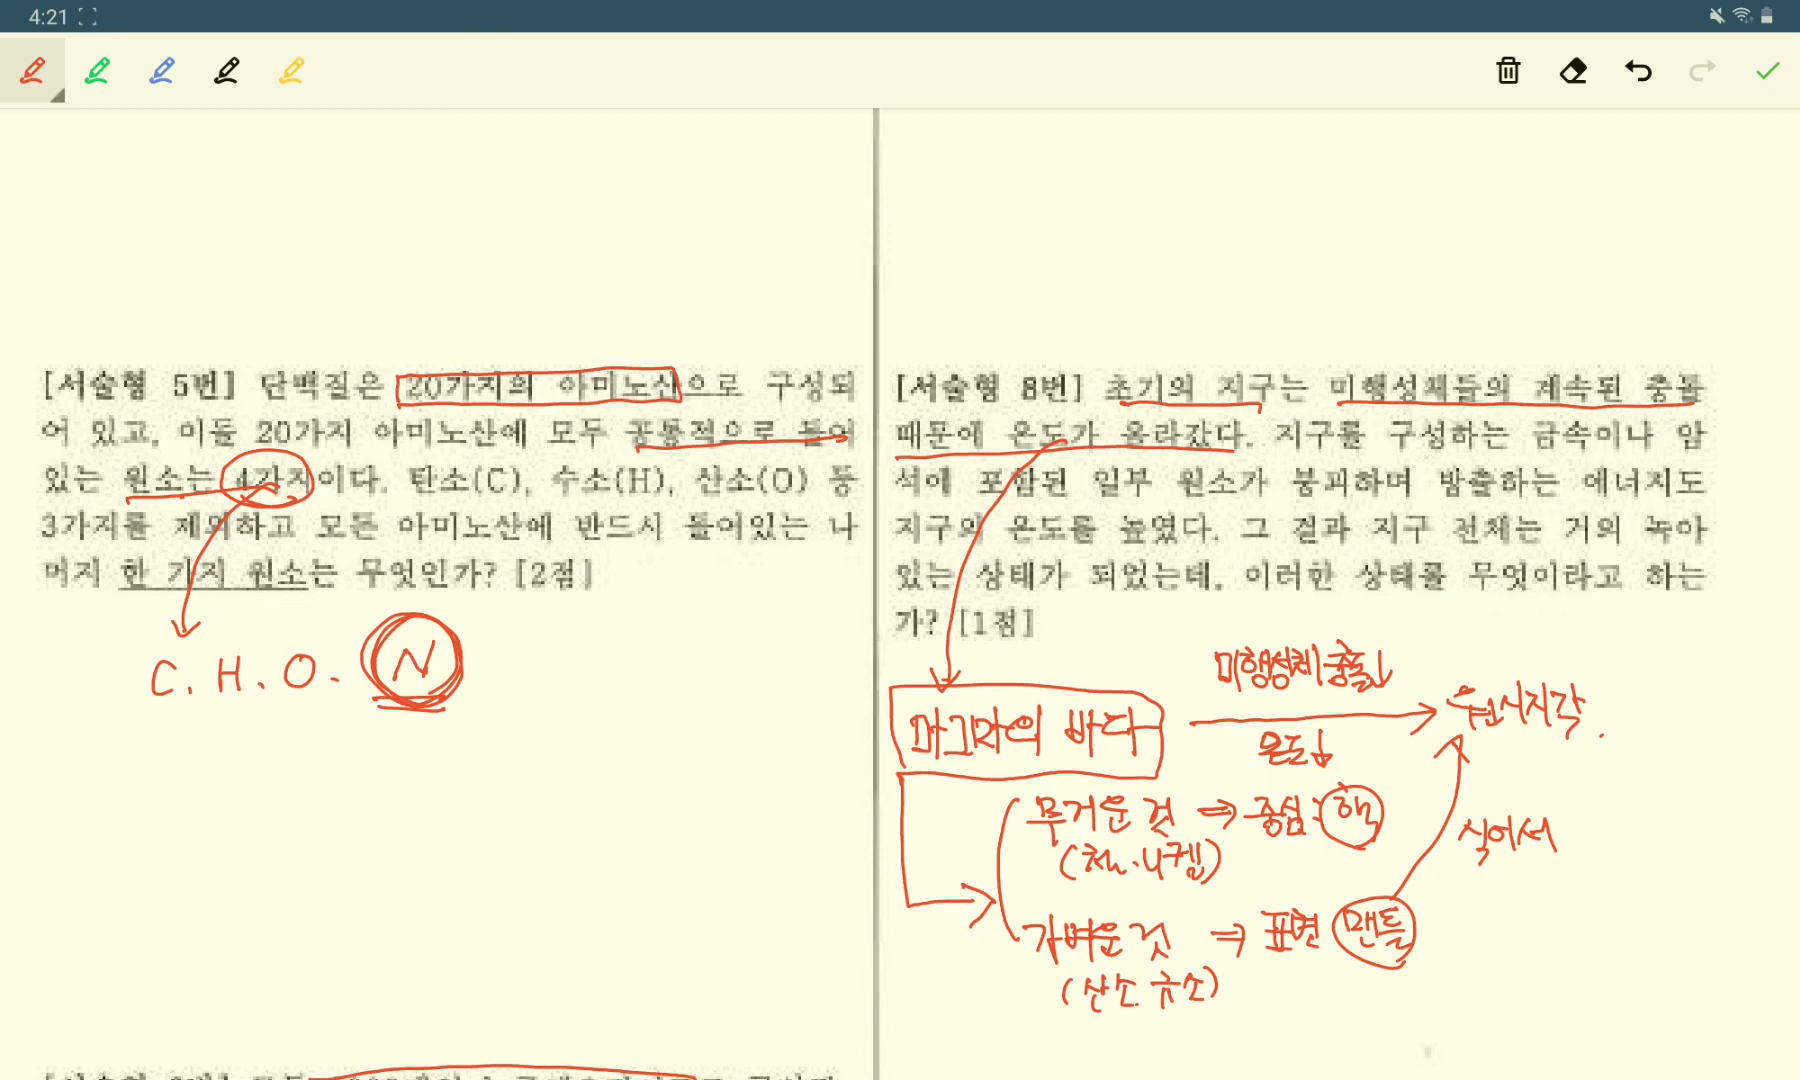 4:21
[서술형 5번] 단백질은 20가지의 아미노산으로 구성되
어 있고, 이들 20가지 아미노산에 모두 공통적으로 들어
있는 원소는 4가지이다. 탄소(C), 수소(H), 산소(O) 등
3가지를 제외하고 모든 아미노산에 반드시 들어있는 나
머지 한 가지 원소는 무엇인가? [2점]
C. H. O. N
[서술형 8번] 초기의 지구는 미행성체들의 계속된 충돌
때문에 온도가 올라갔다. 지구를 구성하는 금속이나 암
석에 포함된 일부 원소가 붕괴하며 방출하는 에너지도
지구의 온도를 높였다. 그 결과 지구 전체는 거의 녹아
있는 상태가 되었는데, 이러한 상태를 무엇이라고 하는
가? [1점]
미행성체충돌↓
마그마의 바다
온도↓
원시지각.
무거운 것 ⇒ 중심:핵
(철.니켈)
식어서
가벼운 것 ⇒ 표면 맨틀
(산소.규소)